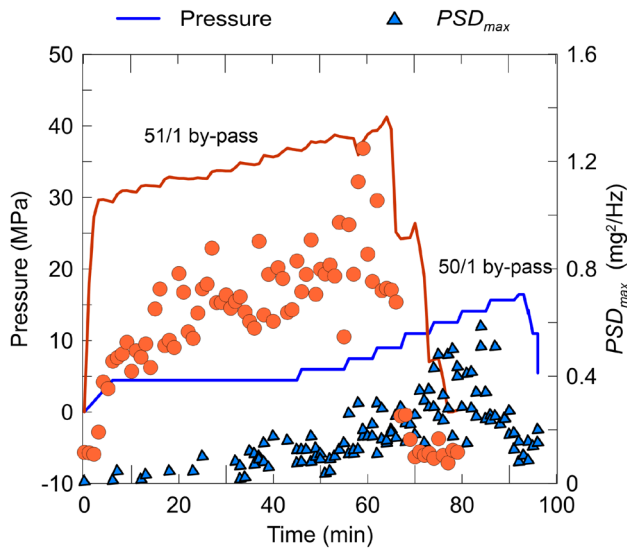 Pressure PSDmax
50 1.6
40
30
20
10
0
-10
1.2
0.8
0.4
0
Pressure (MPa)
PSDmax (mg²/Hz)
51/1 by-pass
50/1 by-pass
0 20 40 60 80 100
Time (min)